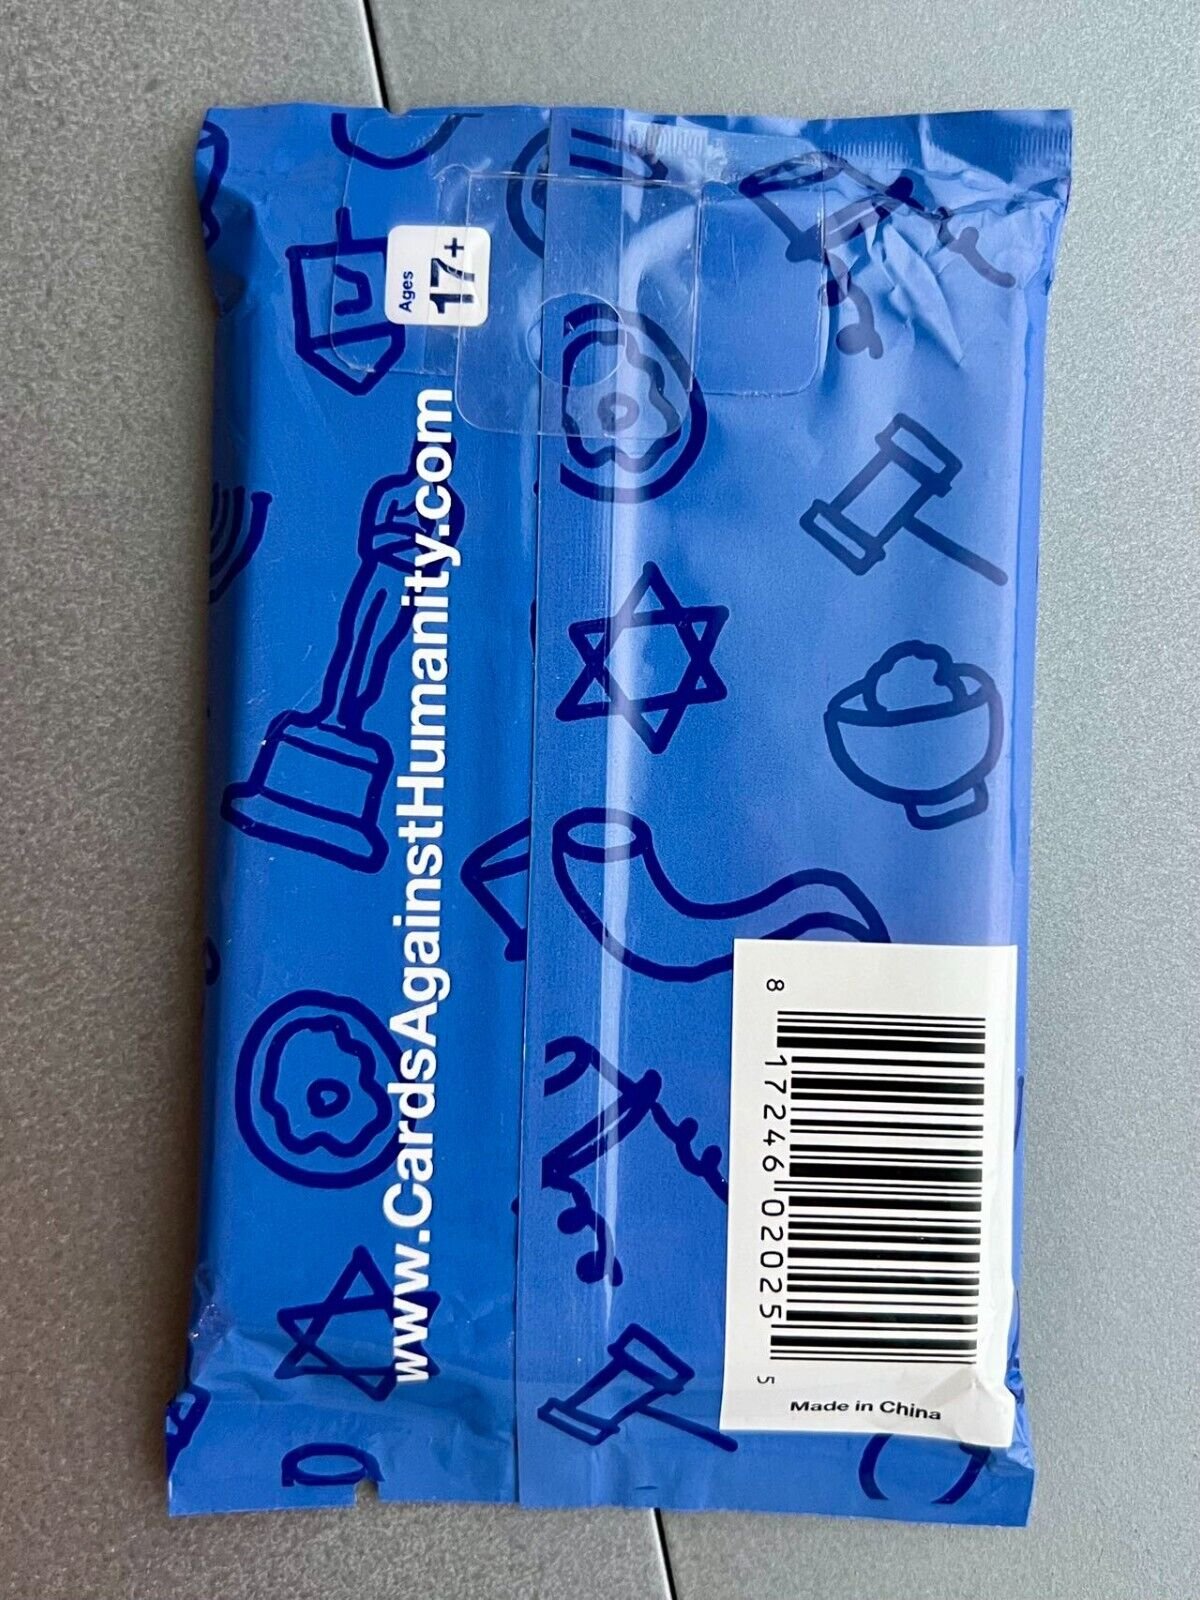 Ages
17+
www.CardsAgainstHumanity.com
8 17246 02025 5
Made in China